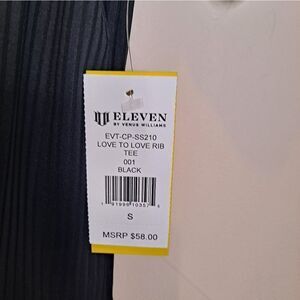 ELEVEN
BY VENUS WILLIAMS
EVT-CP-SS210
LOVE TO LOVE RIB
TEE
001
BLACK
S
MSRP $58.00